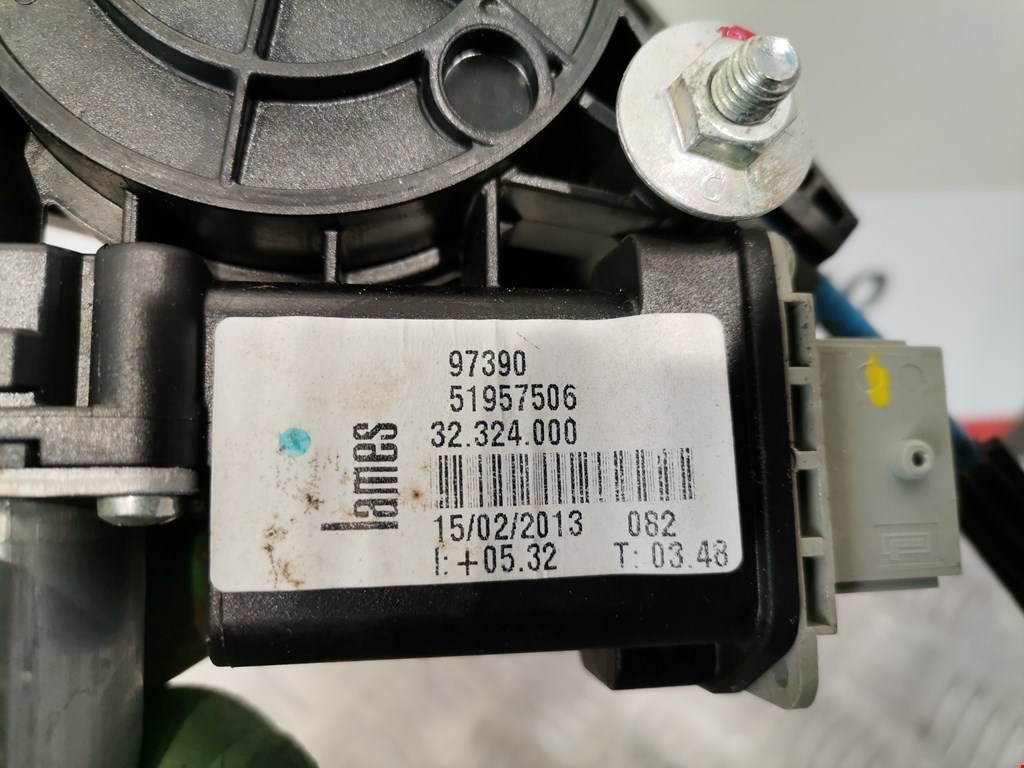 97390
51957506
32.324.000
lames
15/02/2013 082
I: +05.32 T: 03.48